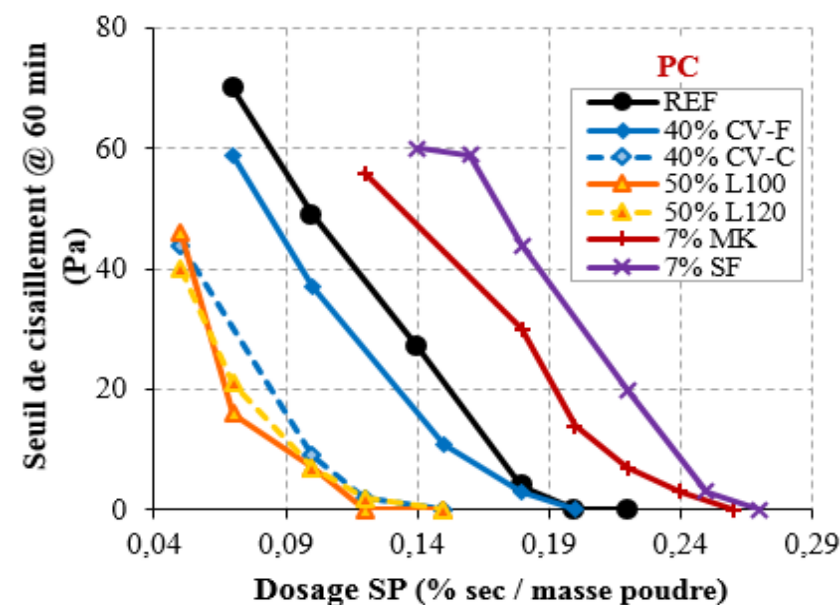 80
60
40
20
0
Seuil de cisaillement @ 60 min
(Pa)
PC
REF
40% CV-F
40% CV-C
50% L100
50% L120
7% MK
7% SF
0,04 0,09 0,14 0,19 0,24 0,29
Dosage SP (% sec / masse poudre)